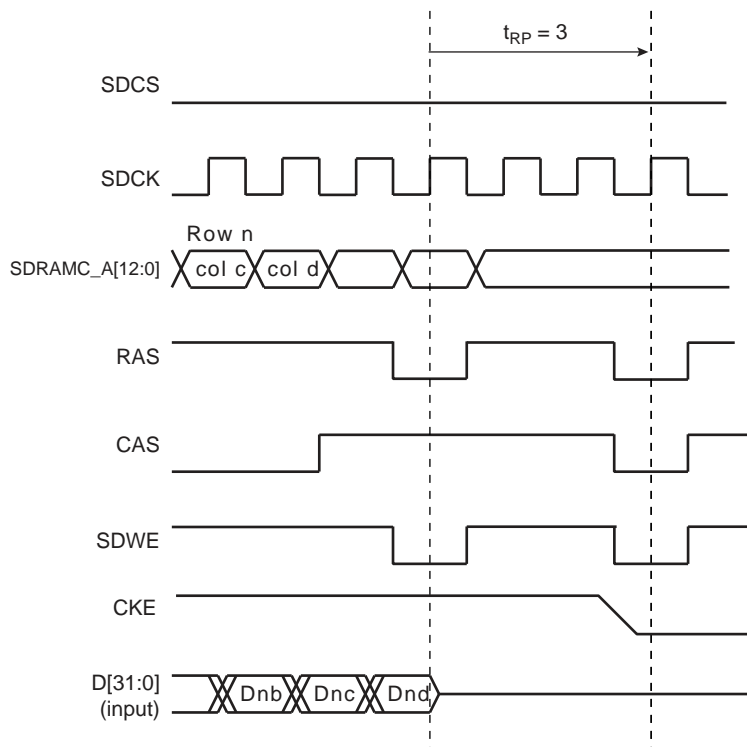 t_RP = 3
SDCS
SDCK
Row n
SDRAMC_A[12:0]
col c
col d
RAS
CAS
SDWE
CKE
D[31:0]
(input)
Dnb
Dnc
Dnd